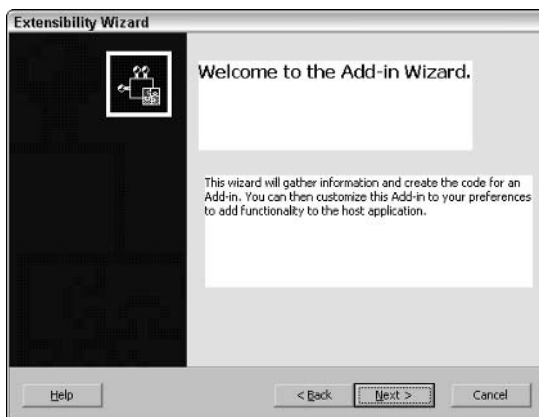 Extensibility Wizard
Welcome to the Add-in Wizard.
This wizard will gather information and create the code for an
Add-in. You can then customize this Add-in to your preferences
to add functionality to the host application.
Help
< Back
Next >
Cancel